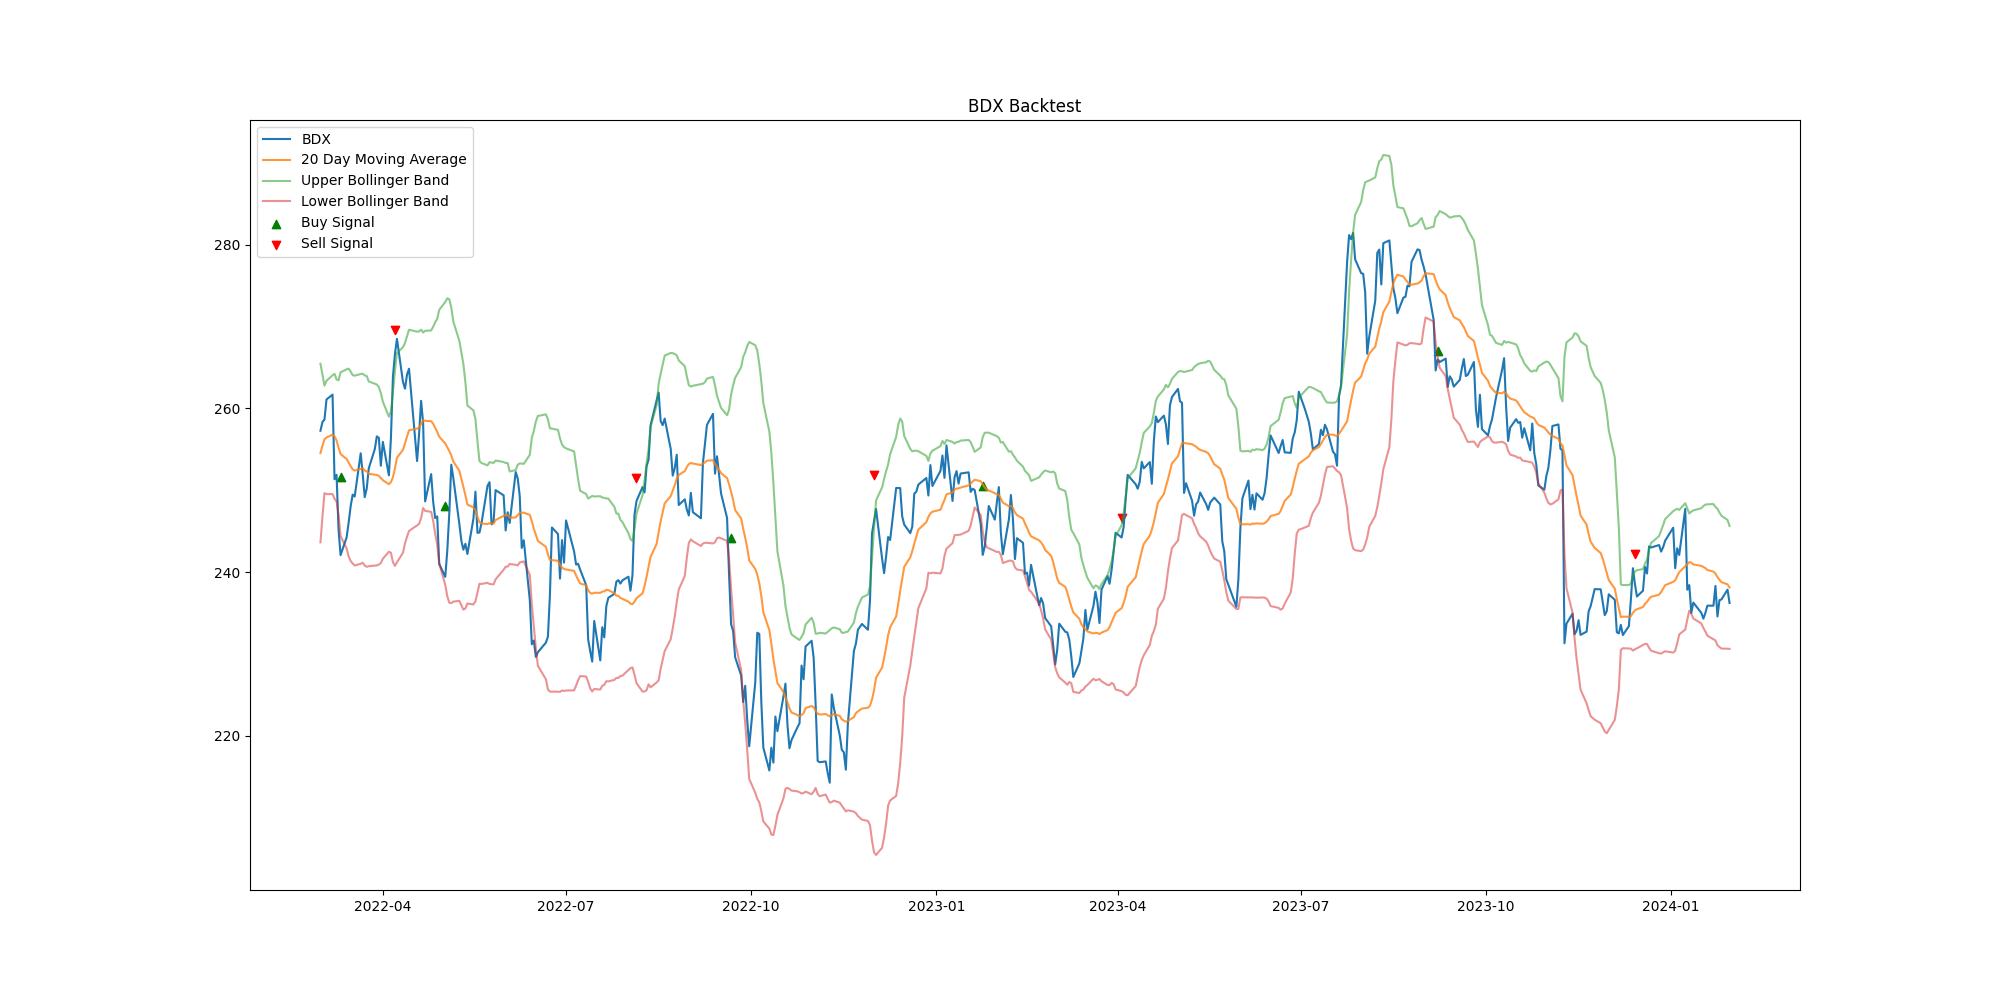 BDX Backtest
BDX
20 Day Moving Average
Upper Bollinger Band
Lower Bollinger Band
Buy Signal
Sell Signal
280
260
240
220
2022-04
2022-07
2022-10
2023-01
2023-04
2023-07
2023-10
2024-01